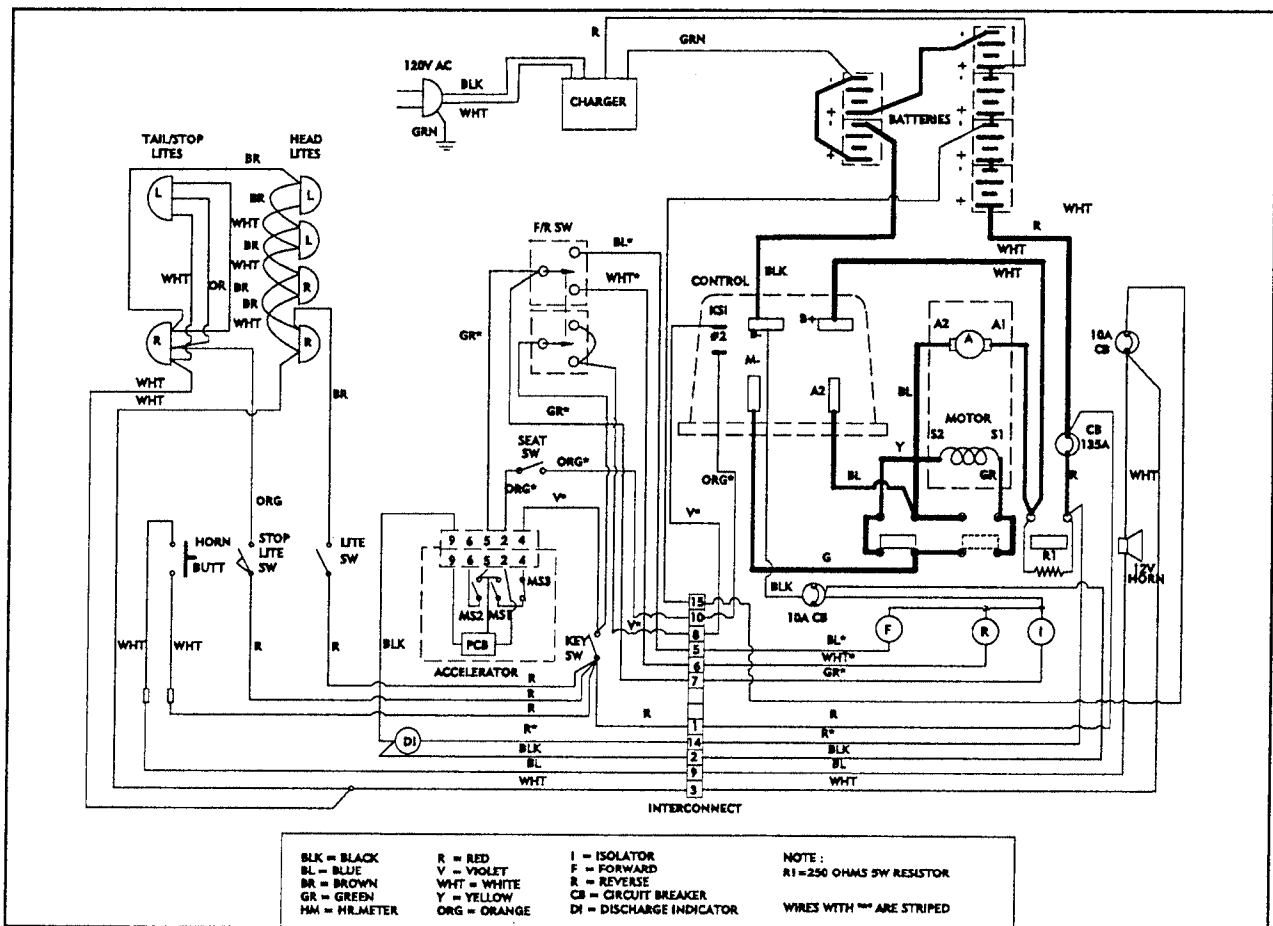 R
GRN
120V AC
BLK
WHT
GRN
CHARGER
BATTERIES
- + - + - + - + - + - +
TAIL/STOP
LITES
HEAD
LITES
BR
L
L
BR
WHT
L
BR
WHT
WHT
OR
BR
R
BR
WHT
R
R
WHT
WHT
BR
F/R SW
BL*
WHT*
GR*
GR*
WHT
R
WHT
WHT
BLK
CONTROL
KS1
#2
B-
B+
M-
A2
A2
A
A1
BL
MOTOR
S2
S1
Y
GR
BL
10A
CB
CB
135A
R
WHT
SEAT
SW
ORG*
ORG*
V*
ORG*
V*
ORG
HORN
BUTT
STOP
LITE
SW
LITE
SW
9 6 5 2 4
9 6 5 2 4
MS3
MS2
MS1
PCB
ACCELERATOR
BLK
KEY
SW
V*
G
BLK
10A CB
R1
12V
HORN
15
10
8
5
6
7
1
14
2
9
3
F
R
I
BL*
WHT*
GR*
WHT
WHT
R
R
R
R
R
R
R
R*
R*
DI
BLK
BLK
BL
BL
WHT
WHT
INTERCONNECT
BLK = BLACK
BL = BLUE
BR = BROWN
GR = GREEN
HM = HR.METER
R = RED
V = VIOLET
WHT = WHITE
Y = YELLOW
ORG = ORANGE
I = ISOLATOR
F = FORWARD
R = REVERSE
CB = CIRCUIT BREAKER
DI = DISCHARGE INDICATOR
NOTE :
R1=250 OHMS 5W RESISTOR
WIRES WITH "*" ARE STRIPED